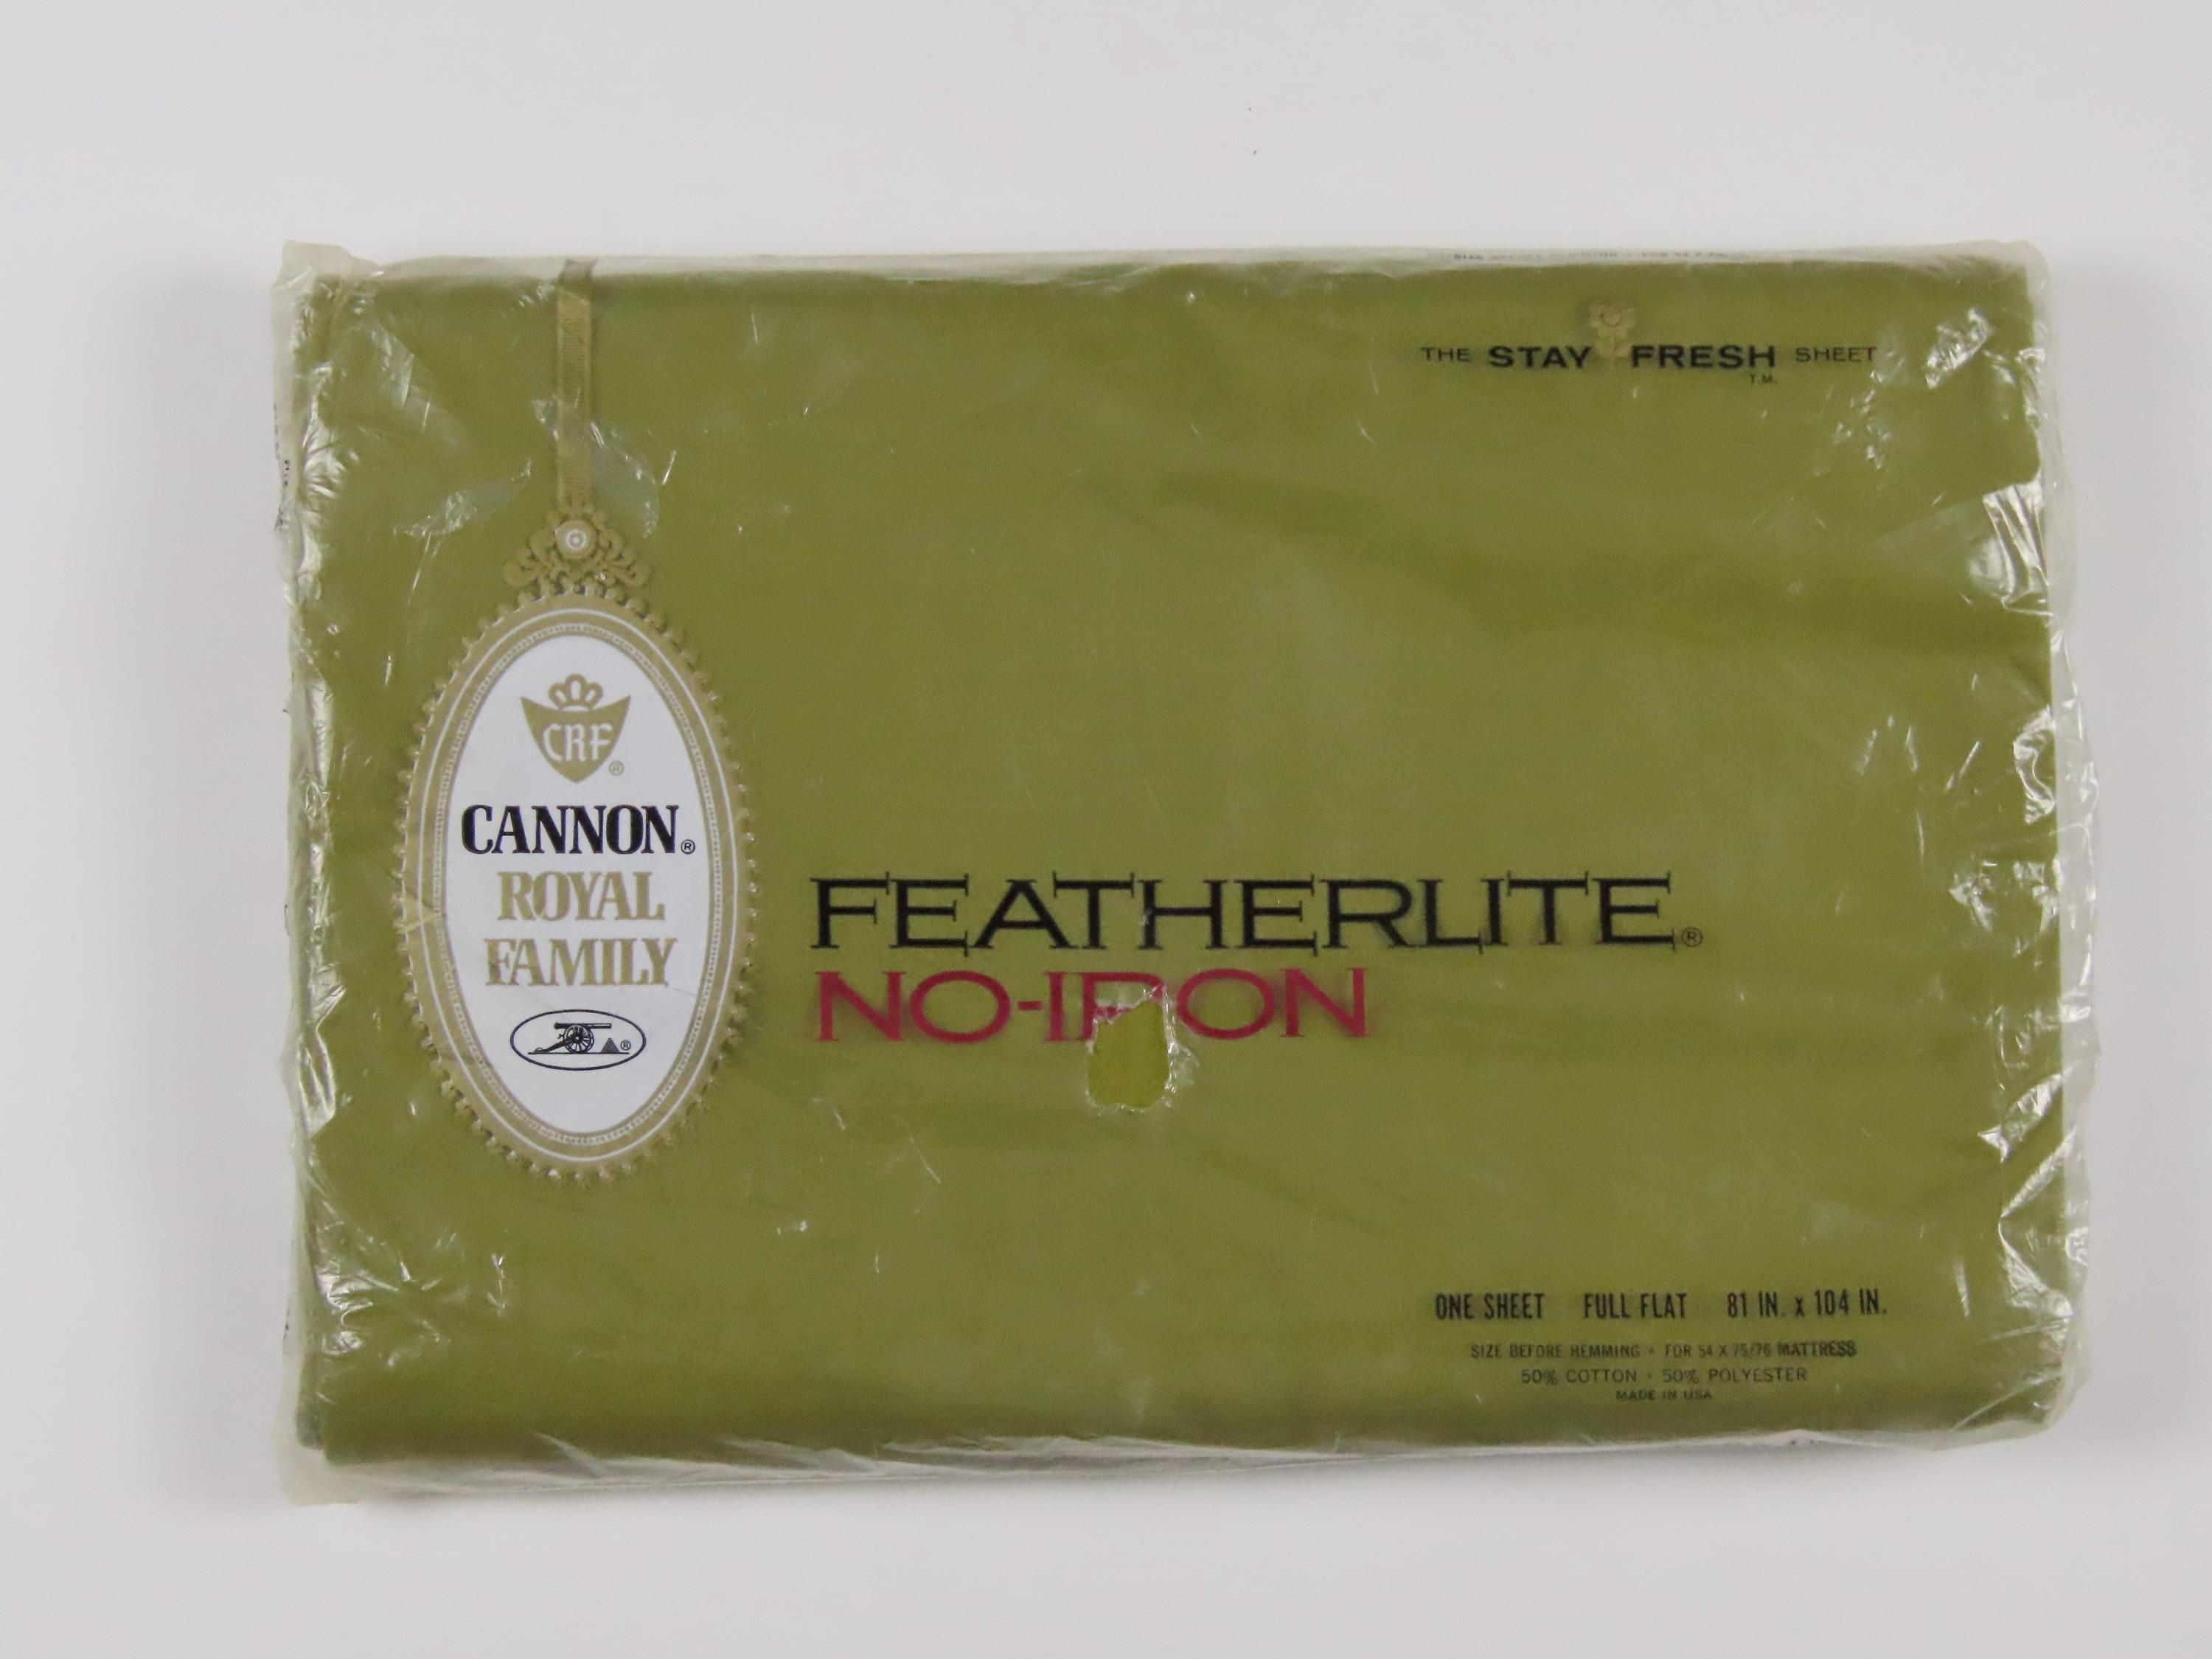 THE STAY FRESH SHEET
T.M.
CRF ®
CANNON®
ROYAL
FAMILY
®
FEATHERLITE®
NO-IRON
ONE SHEET FULL FLAT 81 IN. x 104 IN.
SIZE BEFORE HEMMING • FOR 54 X 75/76 MATTRESS
50% COTTON • 50% POLYESTER
MADE IN USA